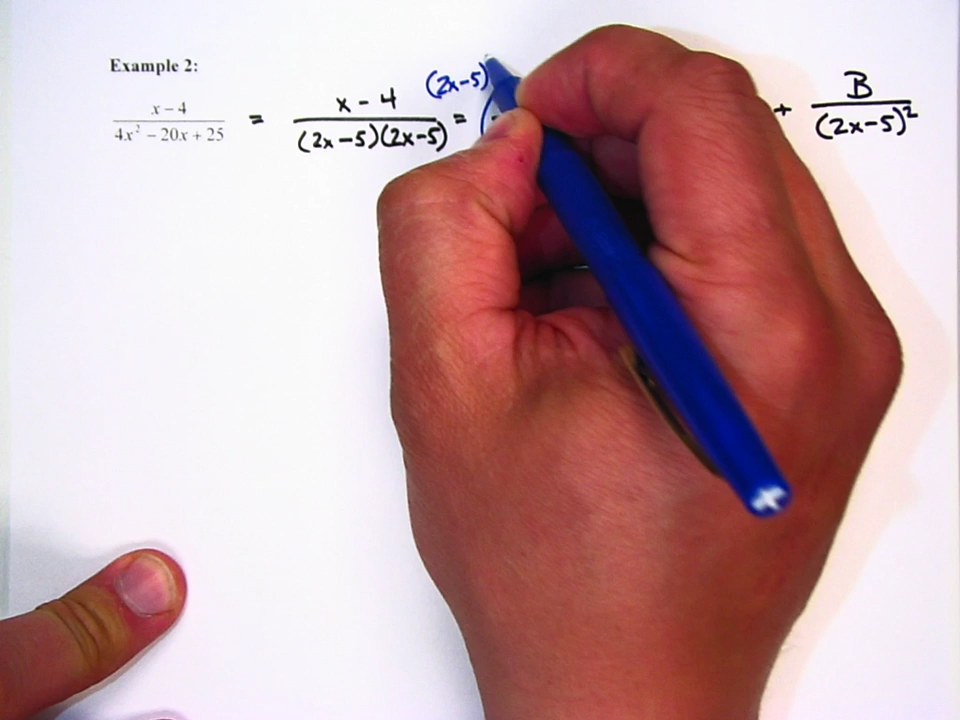 Example 2:
x - 4 / 4x² - 20x + 25 = x - 4 / (2x-5)(2x-5) = (2x-5) ( + B / (2x-5)²